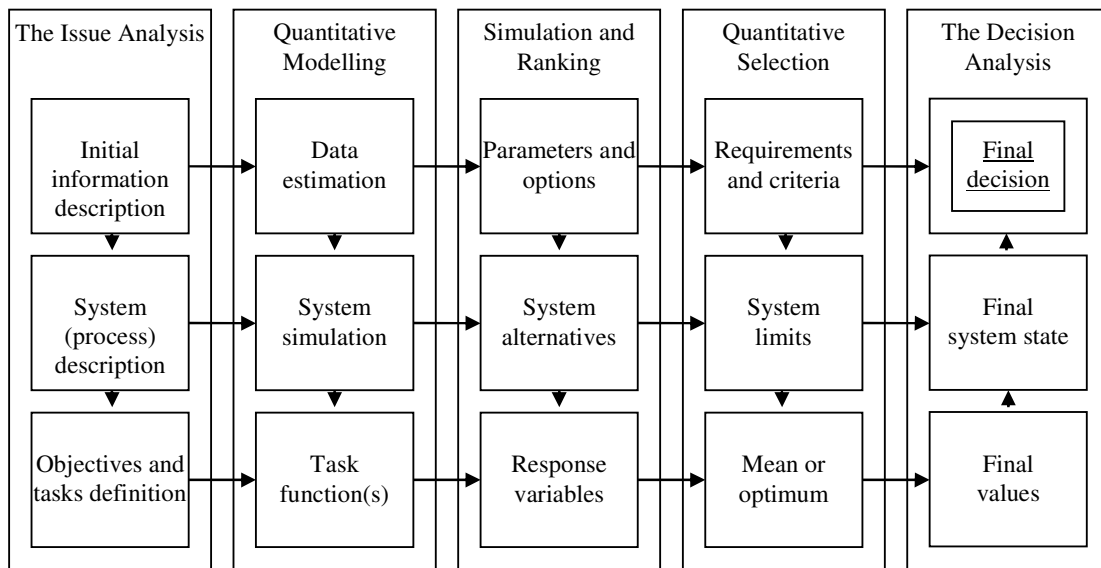 The Issue Analysis
Initial
information
description
System
(process)
description
Objectives and
tasks definition
Quantitative
Modelling
Data
estimation
System
simulation
Task
function(s)
Simulation and
Ranking
Parameters and
options
System
alternatives
Response
variables
Quantitative
Selection
Requirements
and criteria
System
limits
Mean or
optimum
The Decision
Analysis
Final
decision
Final
system state
Final
values